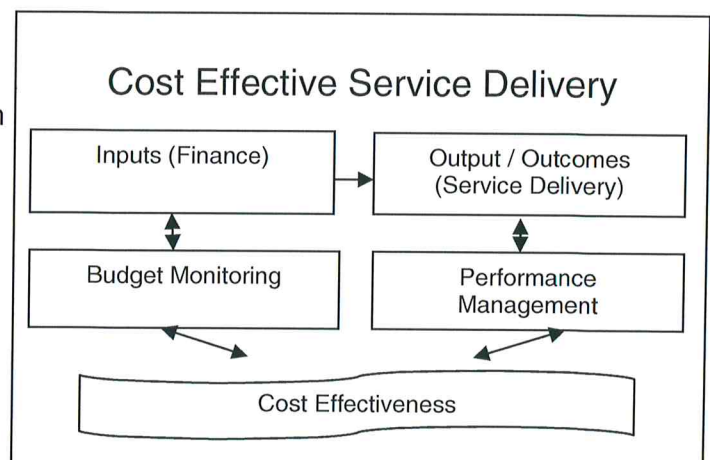 Cost Effective Service Delivery
Inputs (Finance)
Output / Outcomes
(Service Delivery)
Budget Monitoring
Performance
Management
Cost Effectiveness